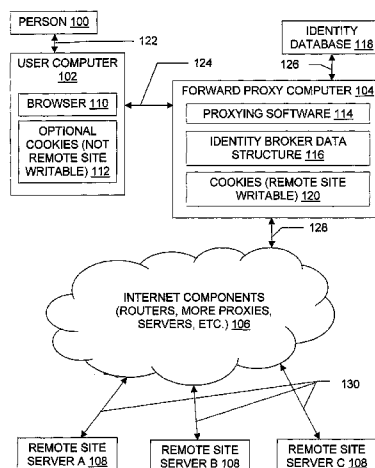 PERSON 100
122
USER COMPUTER
102
BROWSER 110
OPTIONAL
COOKIES (NOT
REMOTE SITE
WRITABLE)
112
124
IDENTITY
DATABASE 118
126
FORWARD PROXY COMPUTER 104
PROXYING SOFTWARE 114
IDENTITY BROKER DATA
STRUCTURE 116
COOKIES (REMOTE SITE
WRITABLE) 120
128
INTERNET COMPONENTS
(ROUTERS, MORE PROXIES,
SERVERS, ETC.) 106
130
REMOTE SITE
SERVER A 108
REMOTE SITE
SERVER B 108
REMOTE SITE
SERVER C 108